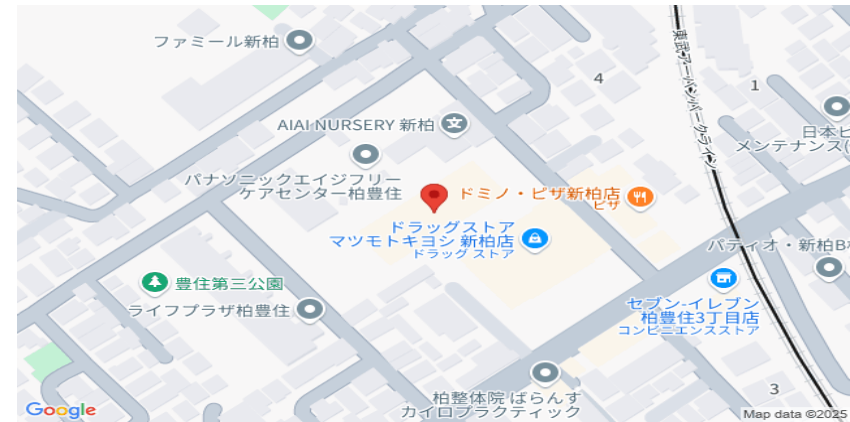 ファミール新柏
東武アーバンパークライン
4
1
AIAI NURSERY 新柏
日本ビ
メンテナンス(
パナソニックエイジフリー
ケアセンター柏豊住
ドミノ・ピザ新柏店
ピザ
ドラッグストア
マツモトキヨシ 新柏店
ドラッグ ストア
パティオ・新柏B
豊住第三公園
ライフプラザ柏豊住
セブン-イレブン
柏豊住3丁目店
コンビニエンスストア
柏整体院 ばらんす
カイロプラクティック
3
Google
Map data ©2025